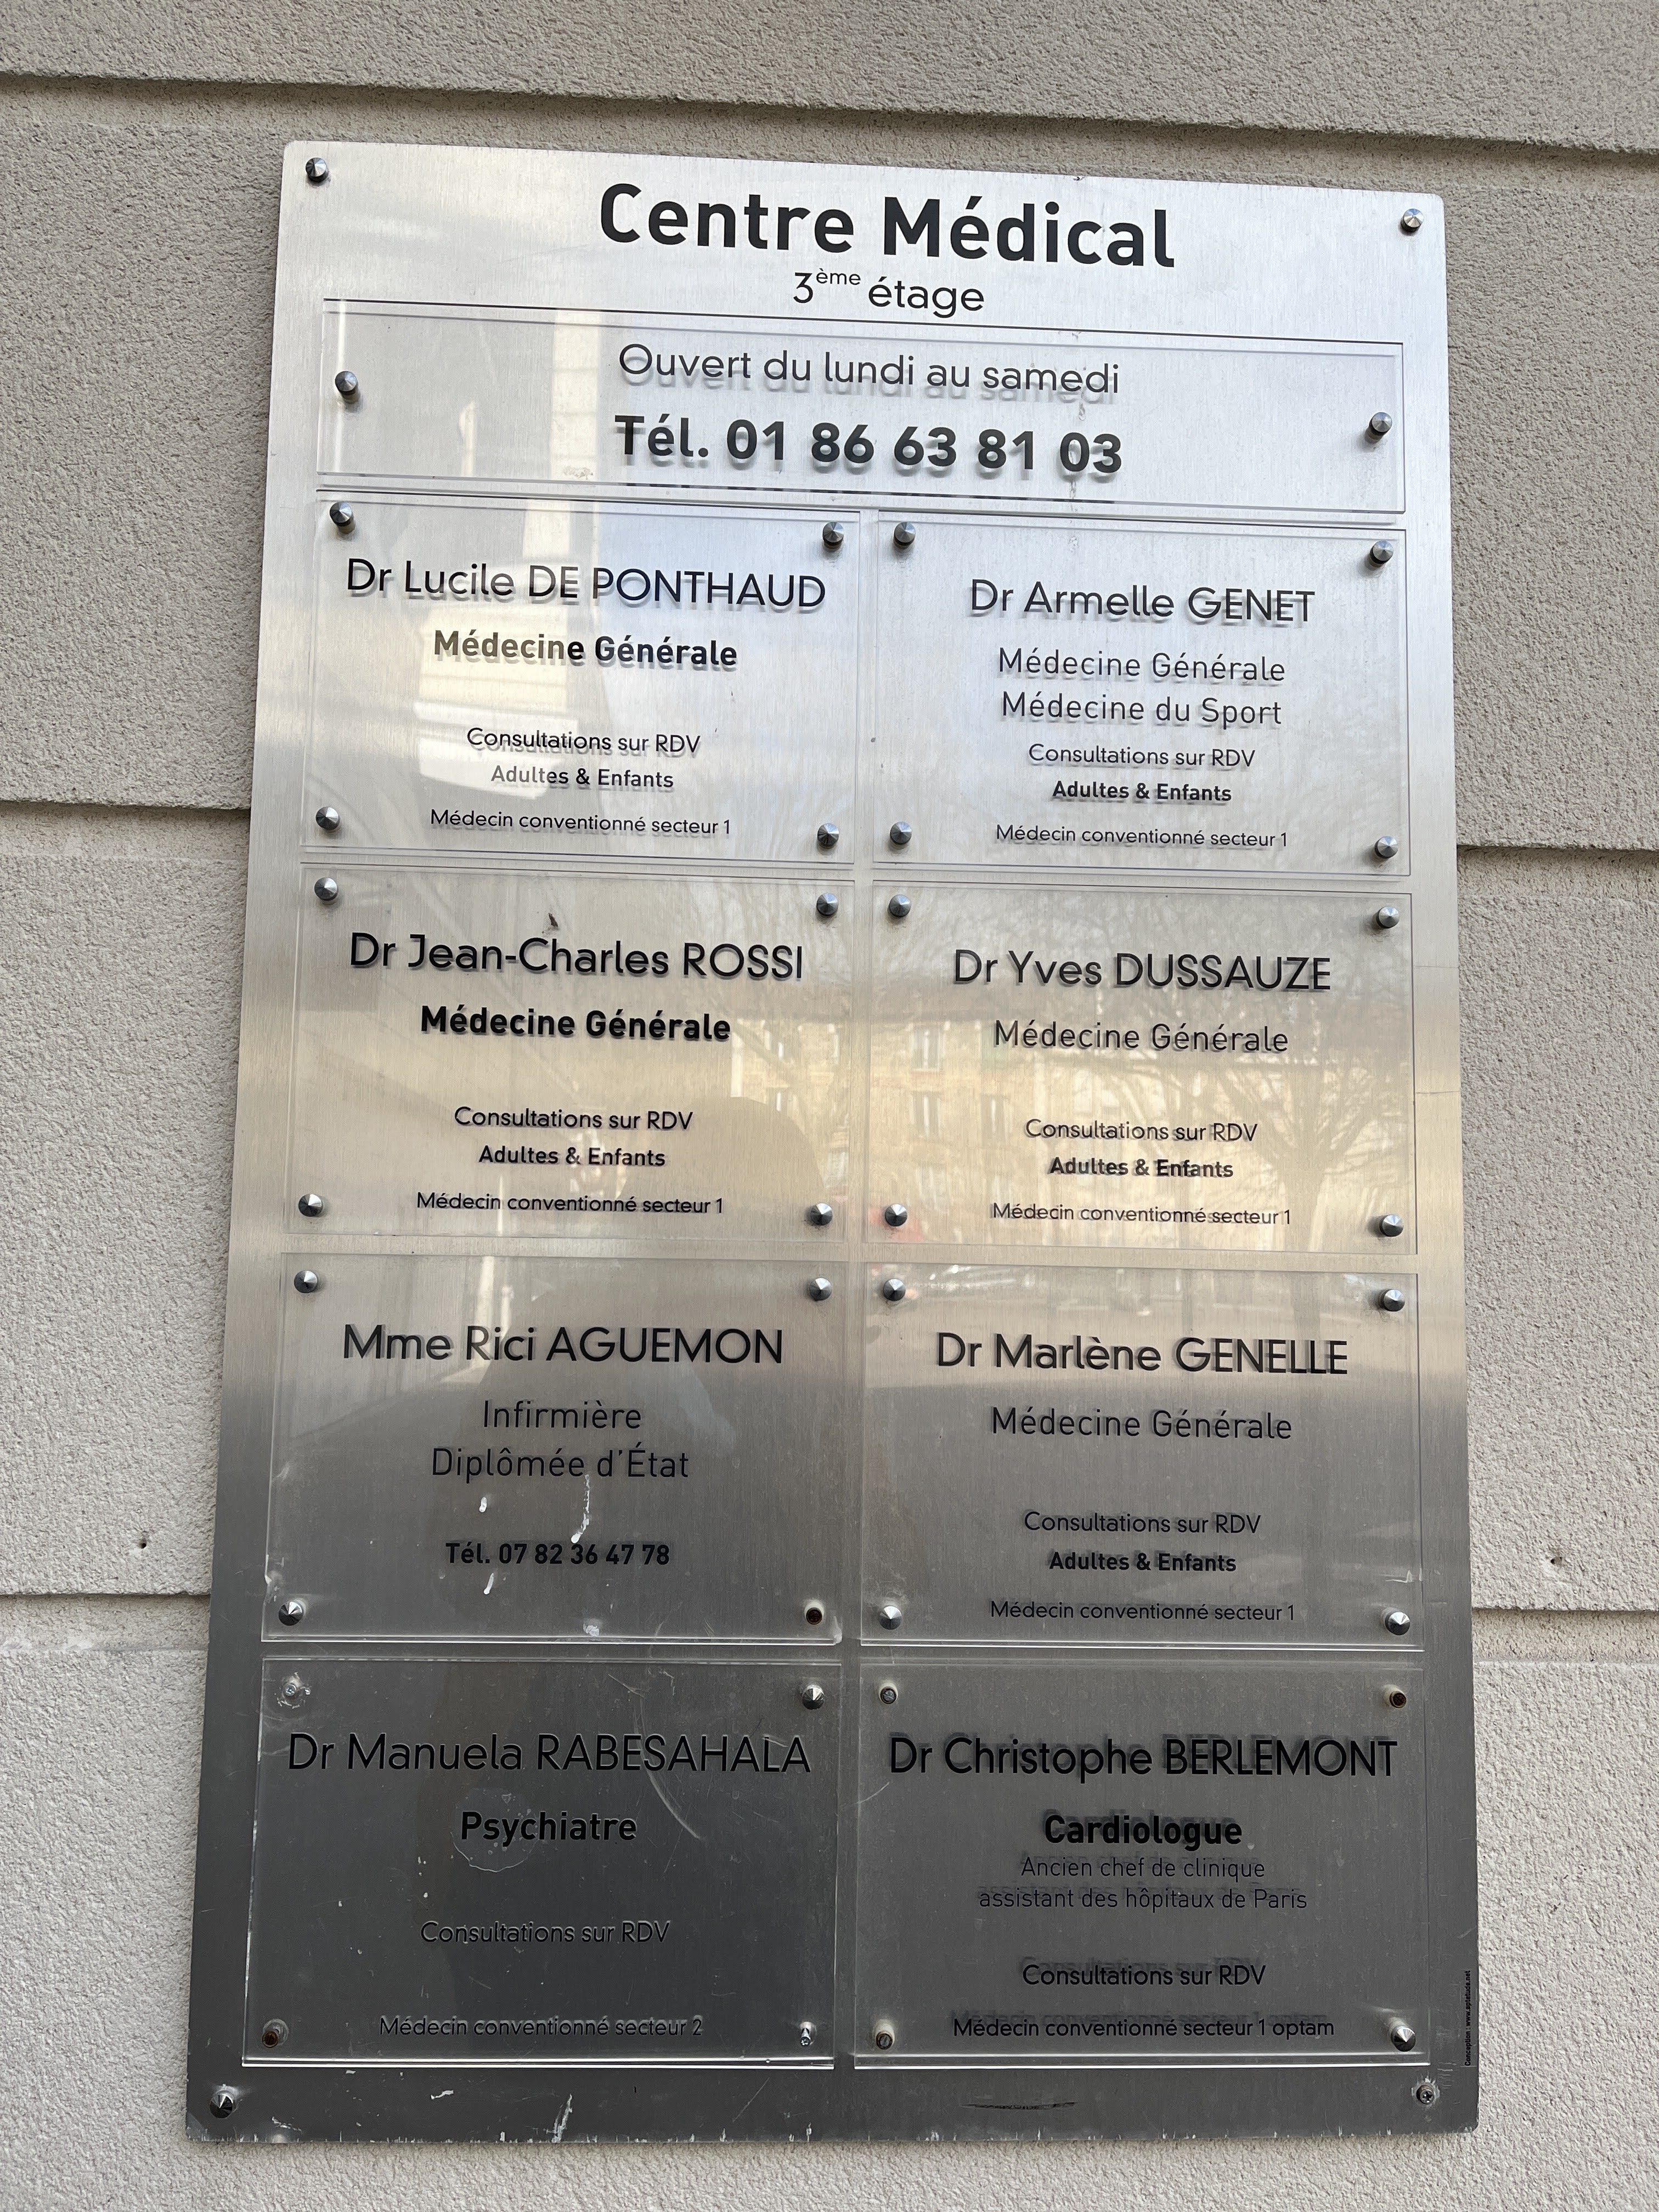 Centre Médical
3ème étage
Ouvert du lundi au samedi
Tél. 01 86 63 81 03
Dr Lucile DE PONTHAUD
Médecine Générale
Consultations sur RDV
Adultes & Enfants
Médecin conventionné secteur 1
Dr Armelle GENET
Médecine Générale
Médecine du Sport
Consultations sur RDV
Adultes & Enfants
Médecin conventionné secteur 1
Dr Jean-Charles ROSSI
Médecine Générale
Consultations sur RDV
Adultes & Enfants
Médecin conventionné secteur 1
Dr Yves DUSSAUZE
Médecine Générale
Consultations sur RDV
Adultes & Enfants
Médecin conventionné secteur 1
Mme Rici AGUEMON
Infirmière
Diplômée d'État
Tél. 07 82 36 47 78
Dr Marlène GENELLE
Médecine Générale
Consultations sur RDV
Adultes & Enfants
Médecin conventionné secteur 1
Dr Manuela RABESAHALA
Psychiatre
Consultations sur RDV
Médecin conventionné secteur 2
Dr Christophe BERLEMONT
Cardiologue
Ancien chef de clinique
assistant des hôpitaux de Paris
Consultations sur RDV
Médecin conventionné secteur 1 optam